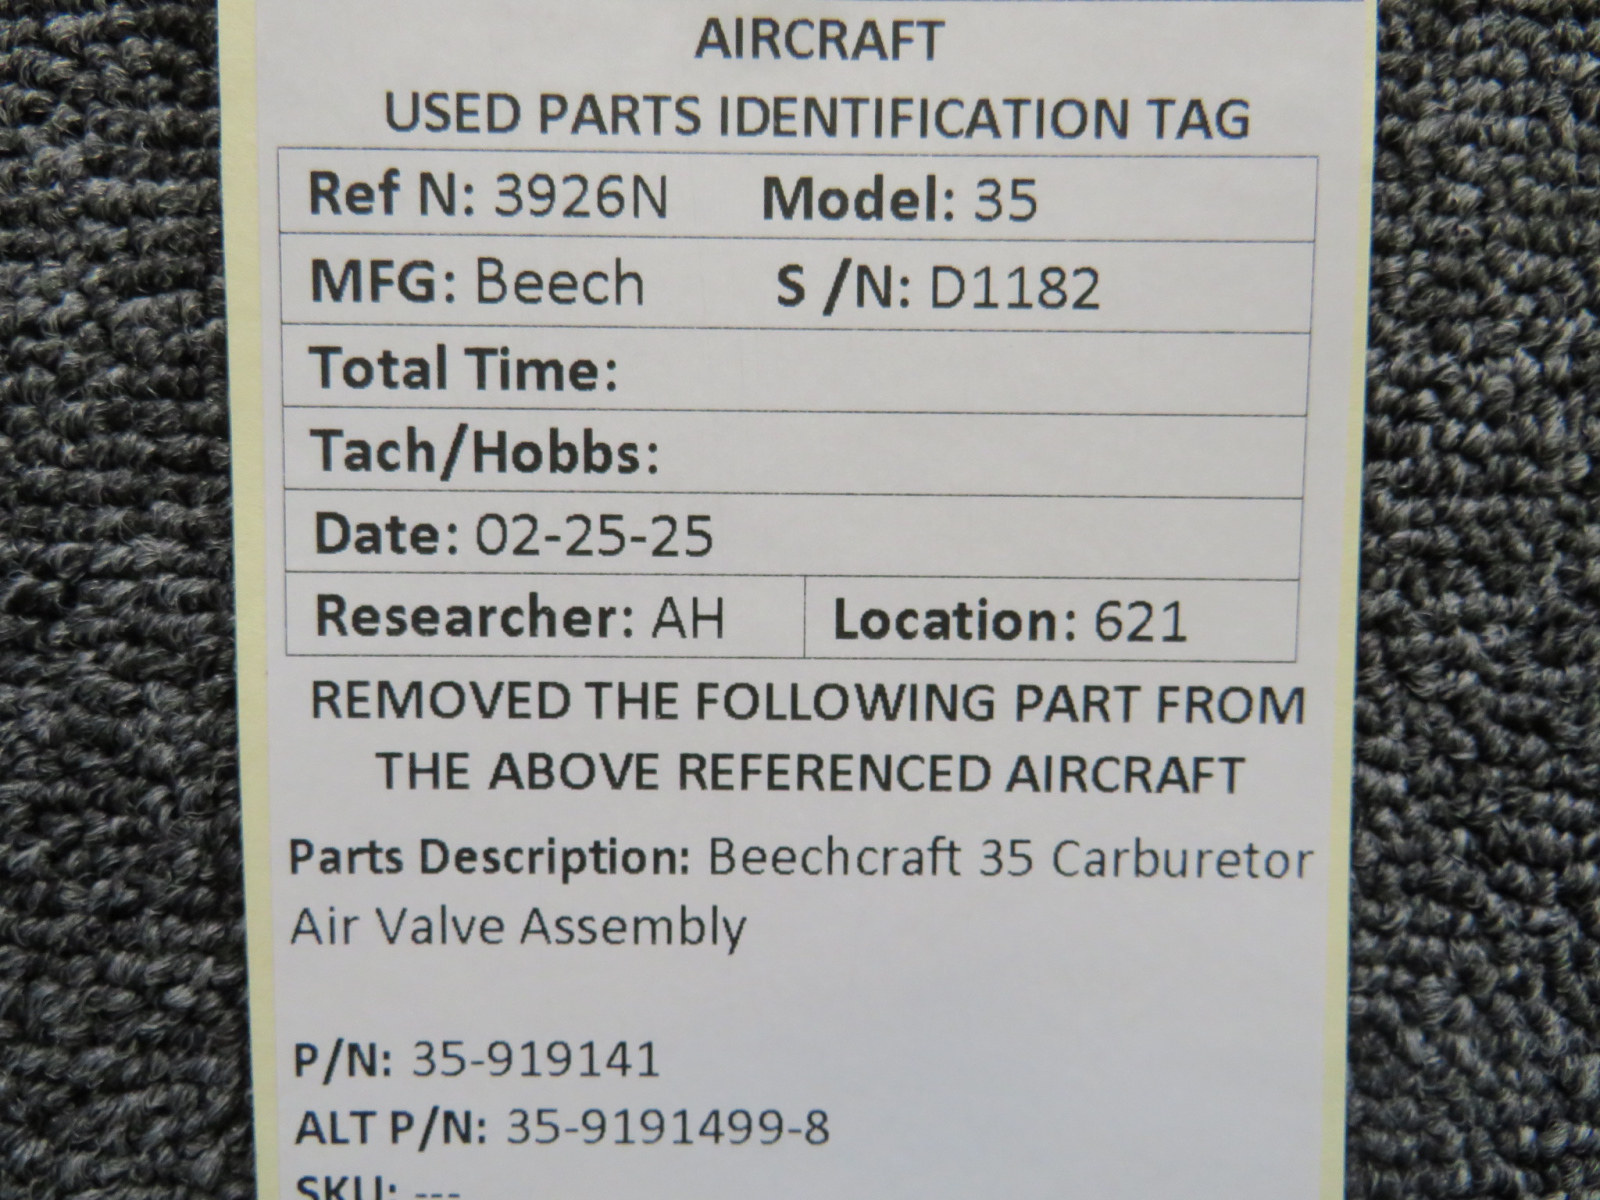 AIRCRAFT
USED PARTS IDENTIFICATION TAG
Ref N: 3926N Model: 35
MFG: Beech S /N: D1182
Total Time:
Tach/Hobbs:
Date: 02-25-25
Researcher: AH Location: 621
REMOVED THE FOLLOWING PART FROM
THE ABOVE REFERENCED AIRCRAFT
Parts Description: Beechcraft 35 Carburetor
Air Valve Assembly
P/N: 35-919141
ALT P/N: 35-9191499-8
SKU: ---